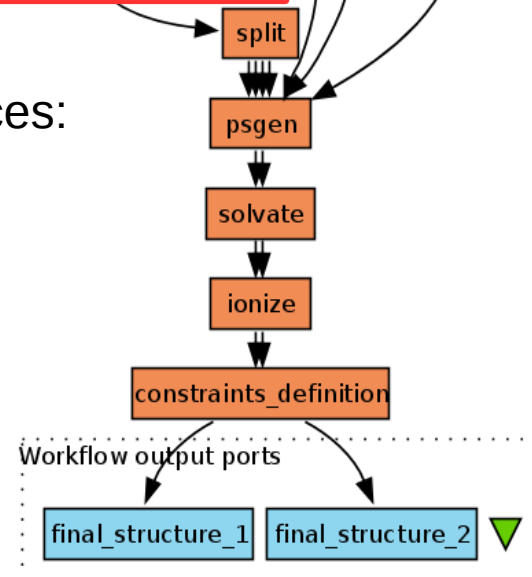 split
ces:
psgen
solvate
ionize
constraints_definition
Workflow output ports
final_structure_1
final_structure_2